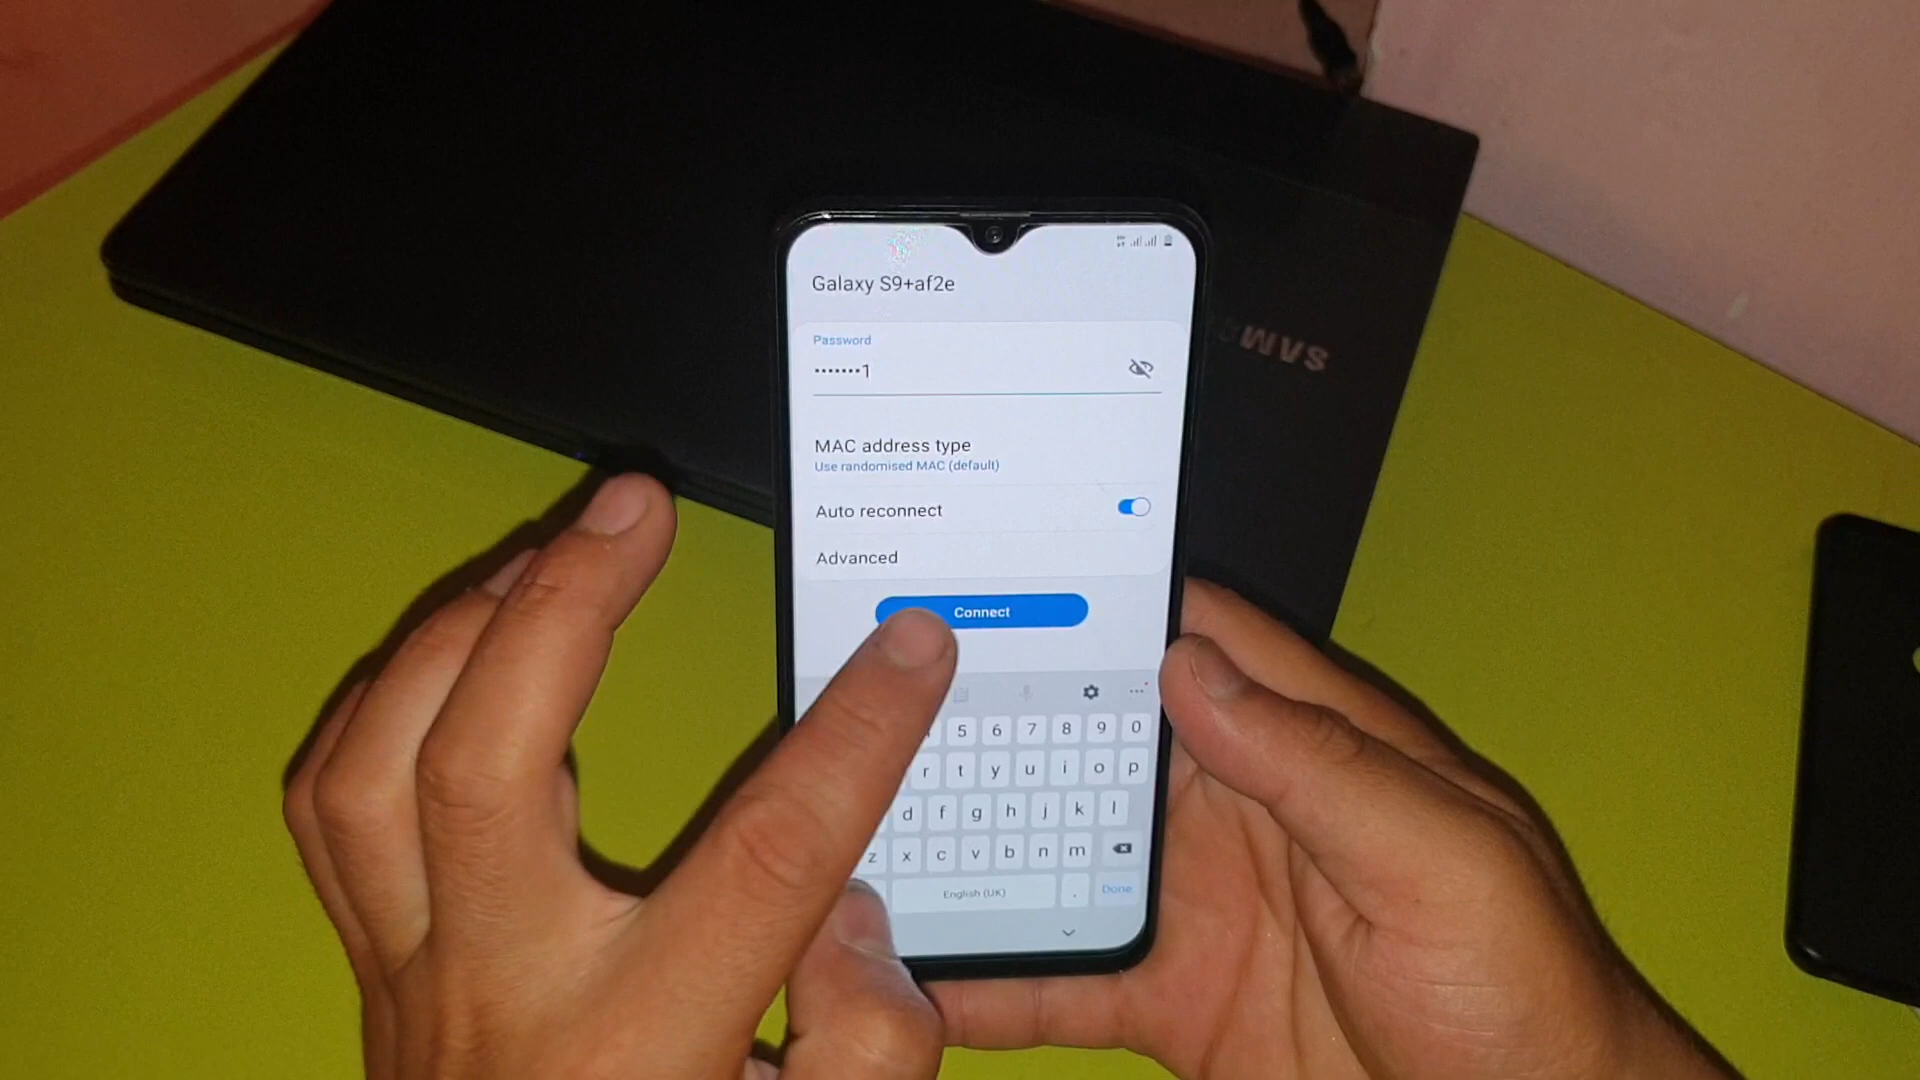 Galaxy S9+af2e
Password
•••••••1
MAC address type
Use randomised MAC (default)
Auto reconnect
Advanced
Connect
5 6 7 8 9 0
r t y u i o p
d f g h j k l
z x c v b n m
English (UK) . Done